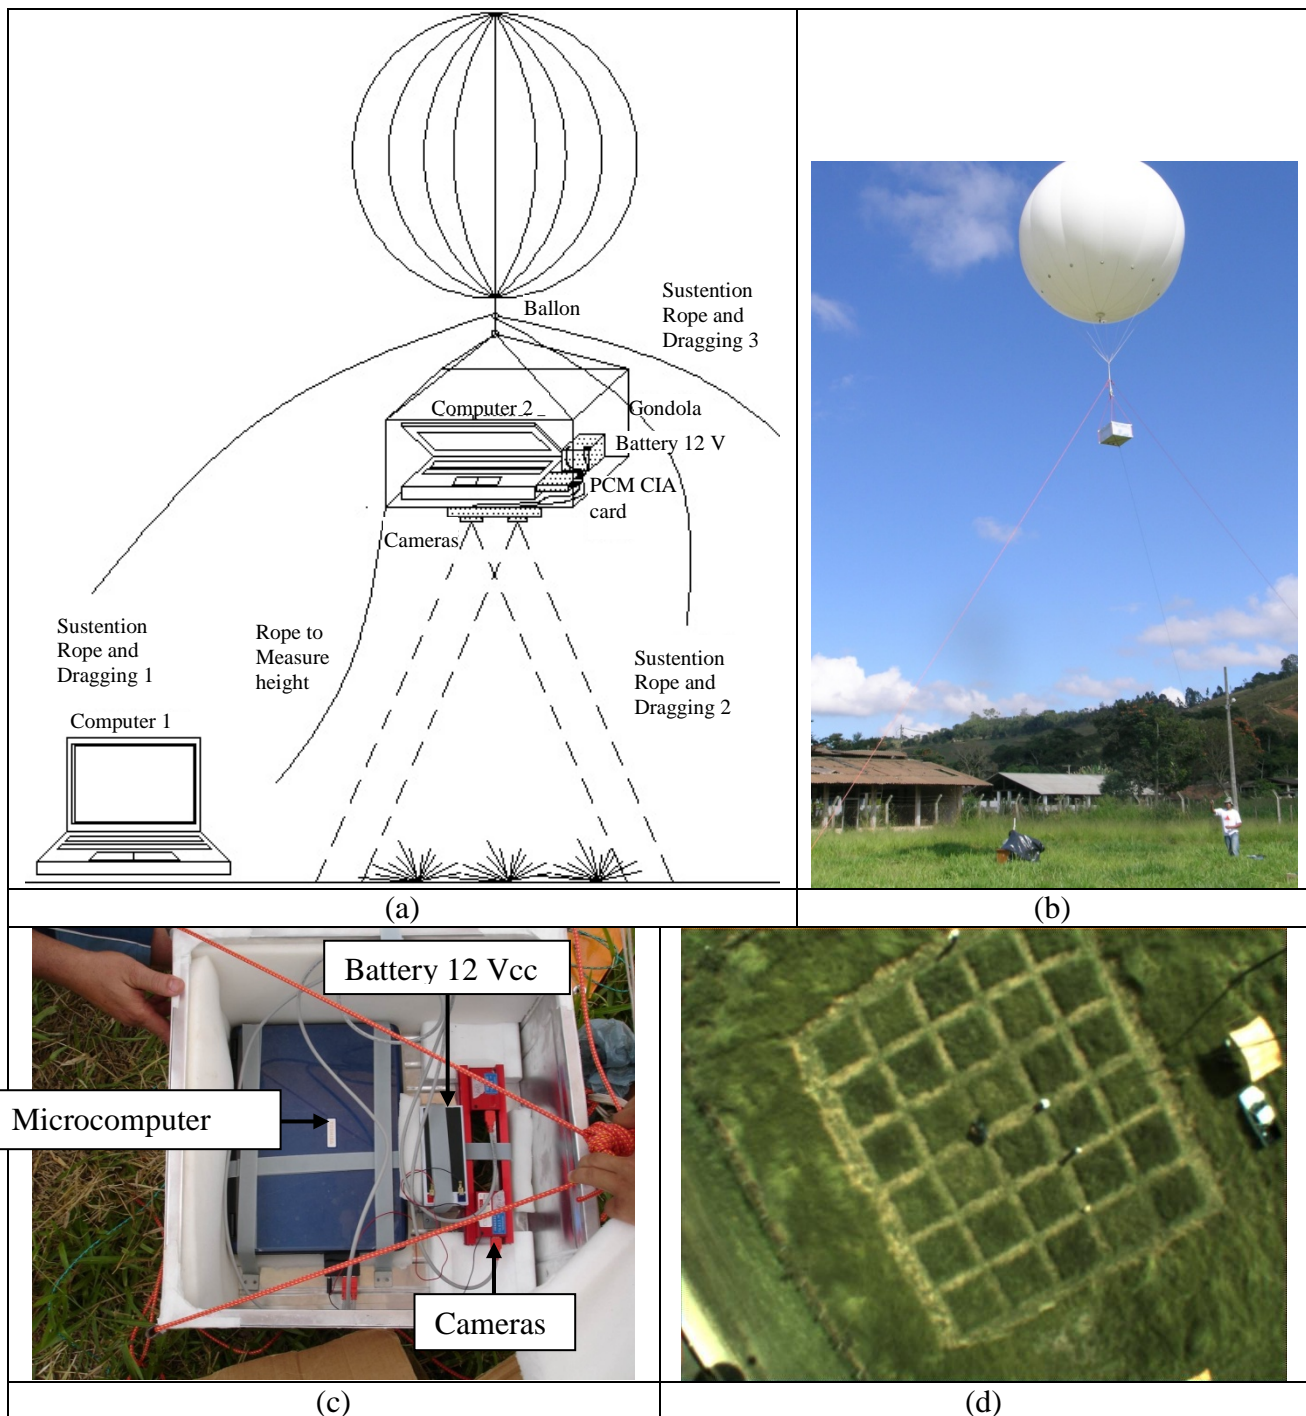 Ballon
Sustention
Rope and
Dragging 3
Computer 2
Gondola
Battery 12 V
PCM CIA
card
Cameras
Sustention
Rope and
Dragging 1
Rope to
Measure
height
Sustention
Rope and
Dragging 2
Computer 1
(a)
(b)
Battery 12 Vcc
Microcomputer
Cameras
(c)
(d)